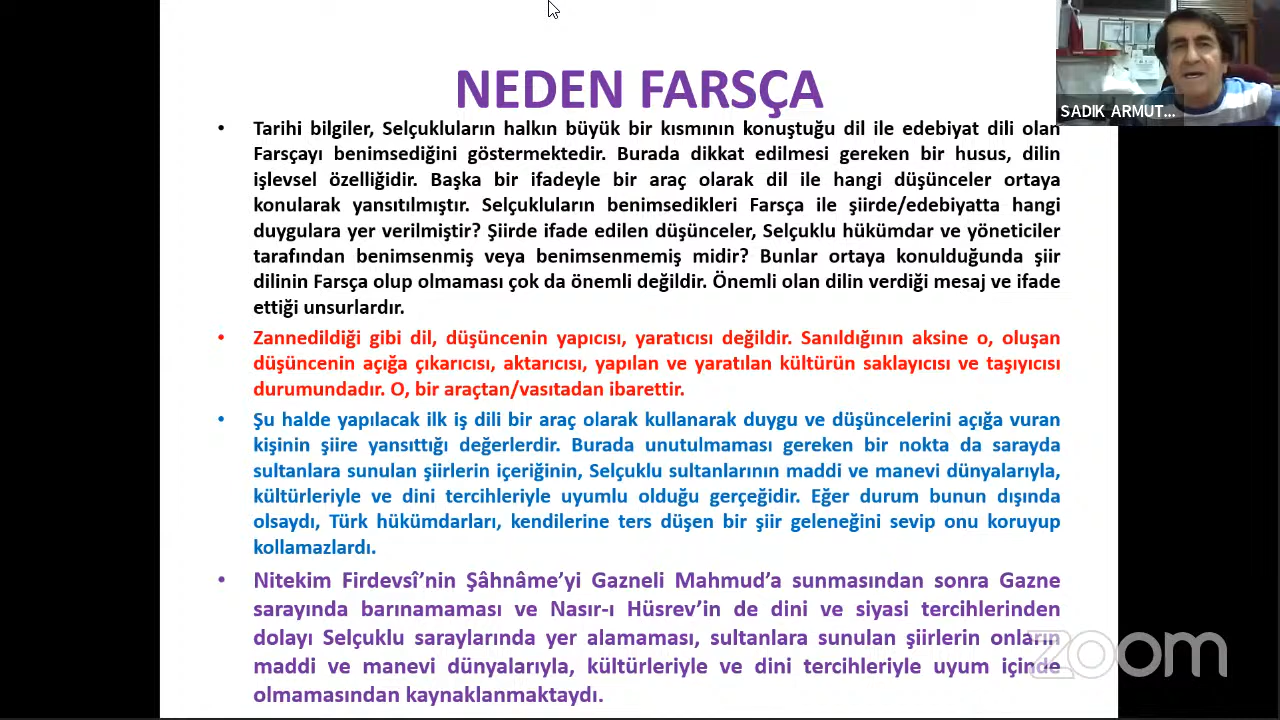 NEDEN FARSÇA
SADIK ARMUT...
• Tarihi bilgiler, Selçukluların halkın büyük bir kısmının konuştuğu dil ile edebiyat dili olan
Farsçayı benimsediğini göstermektedir. Burada dikkat edilmesi gereken bir husus, dilin
işlevsel özelliğidir. Başka bir ifadeyle bir araç olarak dil ile hangi düşünceler ortaya
konularak yansıtılmıştır. Selçukluların benimsedikleri Farsça ile şiirde/edebiyatta hangi
duygulara yer verilmiştir? Şiirde ifade edilen düşünceler, Selçuklu hükümdar ve yöneticiler
tarafından benimsenmiş veya benimsenmemiş midir? Bunlar ortaya konulduğunda şiir
dilinin Farsça olup olmaması çok da önemli değildir. Önemli olan dilin verdiği mesaj ve ifade
ettiği unsurlardır.
• Zannedildiği gibi dil, düşüncenin yapıcısı, yaratıcısı değildir. Sanıldığının aksine o, oluşan
düşüncenin açığa çıkarıcısı, aktarıcısı, yapılan ve yaratılan kültürün saklayıcısı ve taşıyıcısı
durumundadır. O, bir araçtan/vasıtadan ibarettir.
• Şu halde yapılacak ilk iş dili bir araç olarak kullanarak duygu ve düşüncelerini açığa vuran
kişinin şiire yansıttığı değerlerdir. Burada unutulmaması gereken bir nokta da sarayda
sultanlara sunulan şiirlerin içeriğinin, Selçuklu sultanlarının maddi ve manevi dünyalarıyla,
kültürleriyle ve dini tercihleriyle uyumlu olduğu gerçeğidir. Eğer durum bunun dışında
olsaydı, Türk hükümdarları, kendilerine ters düşen bir şiir geleneğini sevip onu koruyup
kollamazlardı.
• Nitekim Firdevsî’nin Şâhnâme’yi Gazneli Mahmud’a sunmasından sonra Gazne
sarayında barınamaması ve Nasır-ı Hüsrev’in de dini ve siyasi tercihlerinden
dolayı Selçuklu saraylarında yer alamaması, sultanlara sunulan şiirlerin onların
maddi ve manevi dünyalarıyla, kültürleriyle ve dini tercihleriyle uyum içinde
olmamasından kaynaklanmaktaydı.
zoom